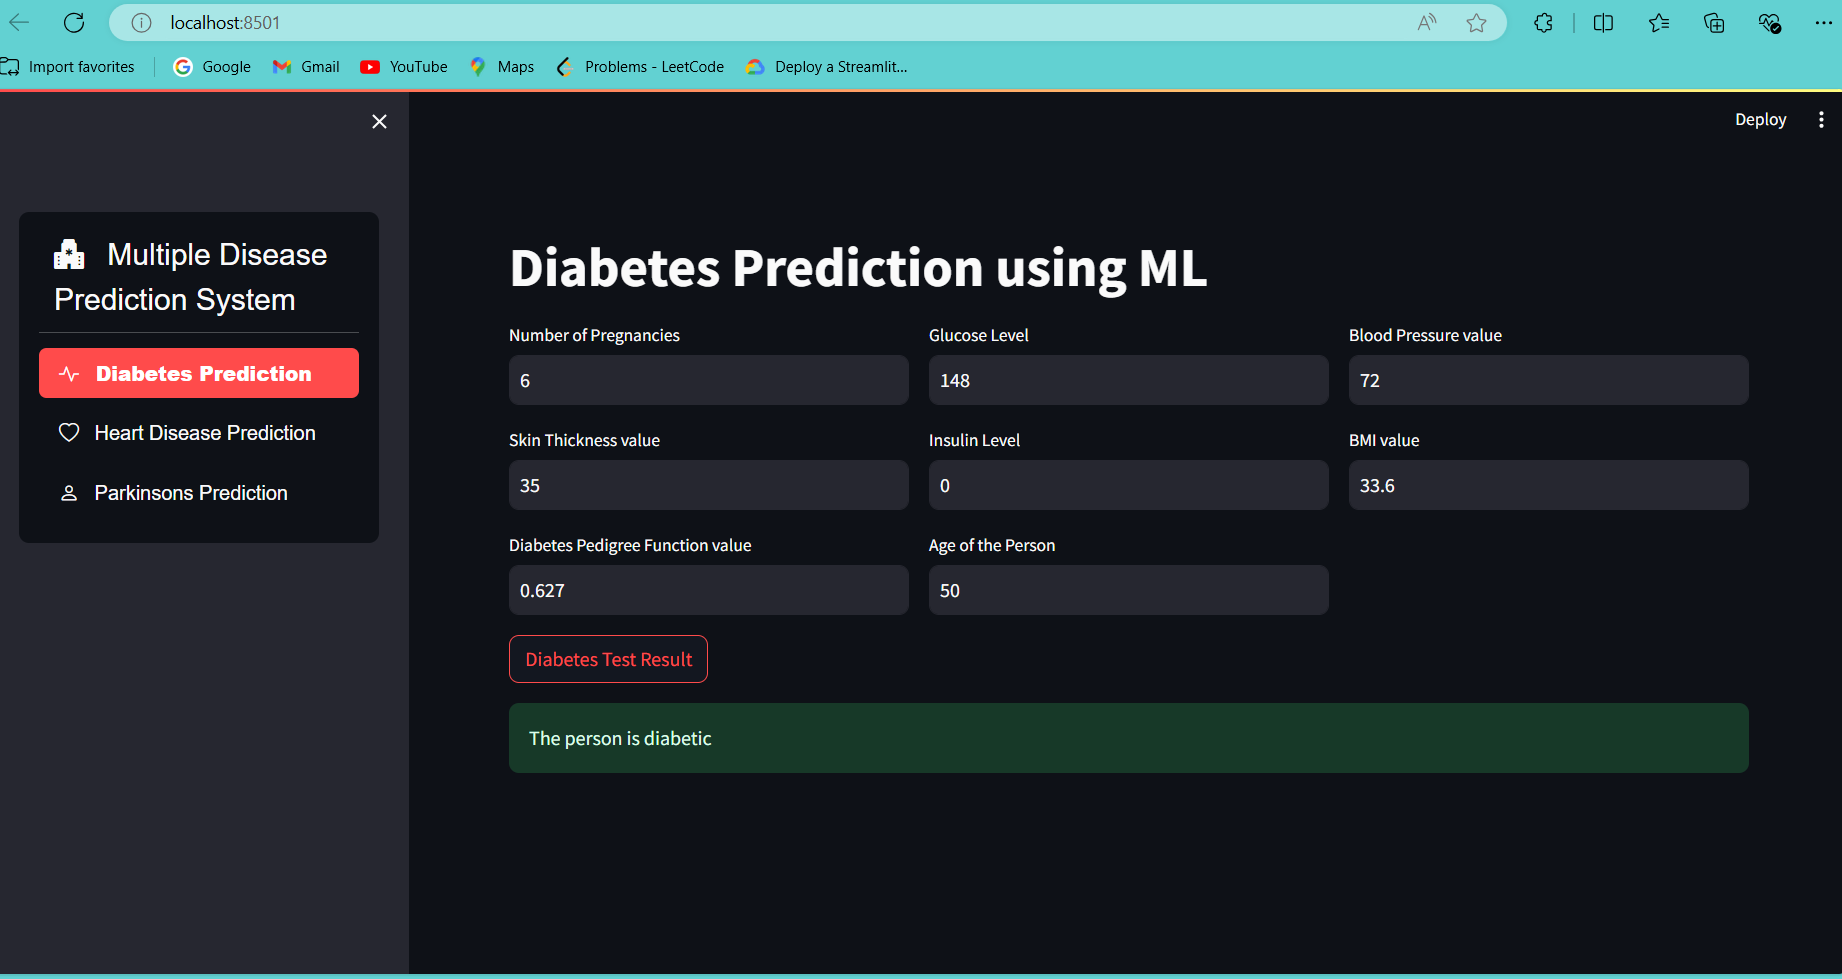 localhost:8501
Import favorites
Google
Gmail
YouTube
Maps
Problems - LeetCode
Deploy a Streamlit...
Deploy
Multiple Disease
Prediction System
Diabetes Prediction
Heart Disease Prediction
Parkinsons Prediction
Diabetes Prediction using ML
Number of Pregnancies
6
Glucose Level
148
Blood Pressure value
72
Skin Thickness value
35
Insulin Level
0
BMI value
33.6
Diabetes Pedigree Function value
0.627
Age of the Person
50
Diabetes Test Result
The person is diabetic